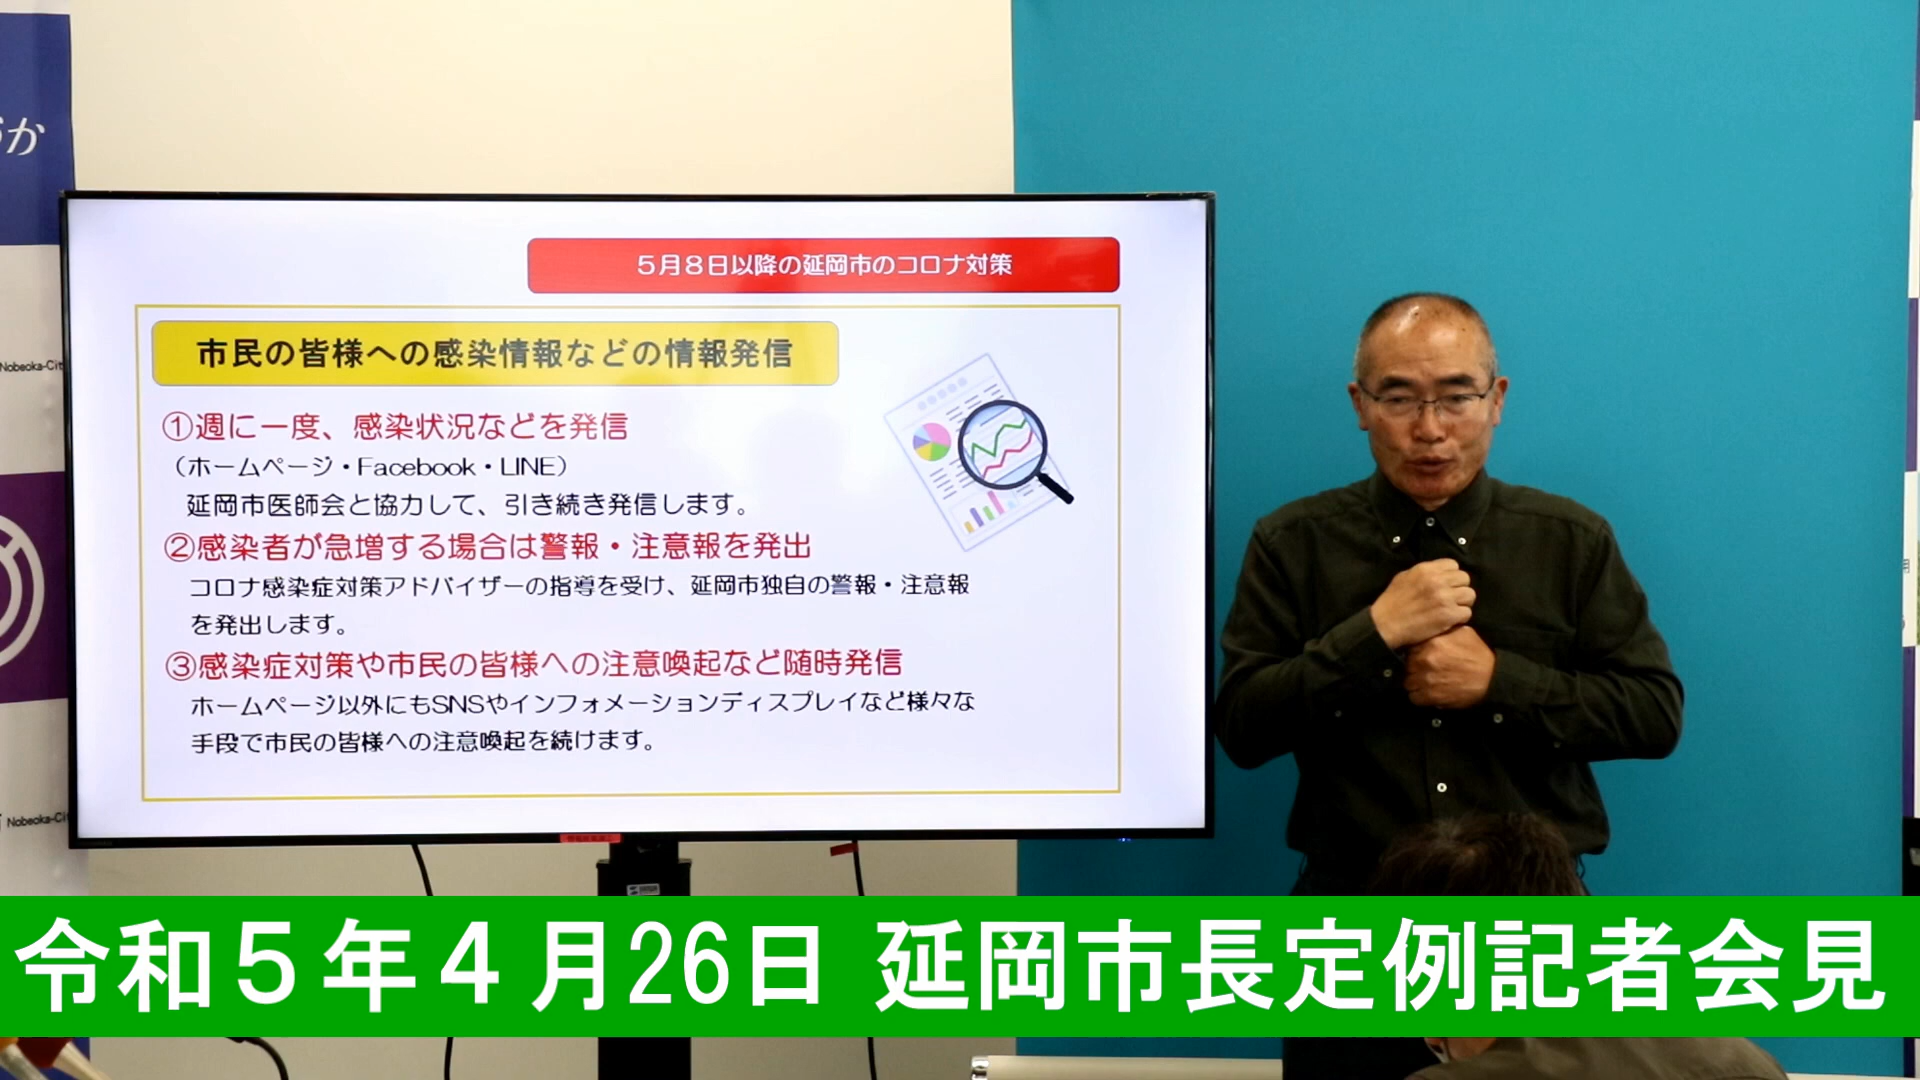 か
Nobeoka-Cit
Nobeoka-Ci
５月８日以降の延岡市のコロナ対策
市民の皆様への感染情報などの情報発信
①週に一度、感染状況などを発信
（ホームページ・Facebook・LINE）
延岡市医師会と協力して、引き続き発信します。
②感染者が急増する場合は警報・注意報を発出
コロナ感染症対策アドバイザーの指導を受け、延岡市独自の警報・注意報
を発出します。
③感染症対策や市民の皆様への注意喚起など随時発信
ホームページ以外にもSNSやインフォメーションディスプレイなど様々な
手段で市民の皆様への注意喚起を続けます。
令和５年４月26日 延岡市長定例記者会見